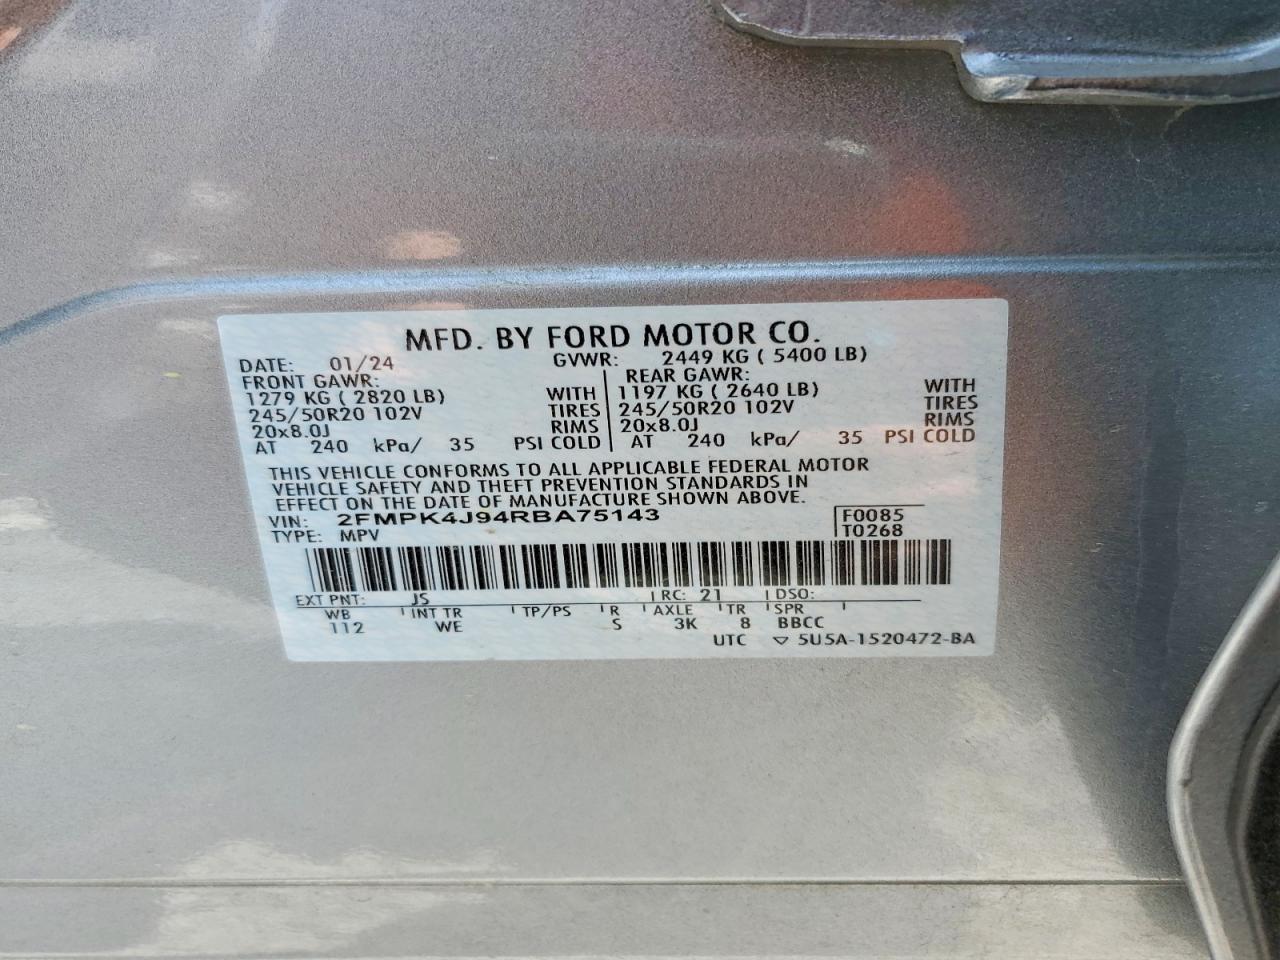 MFD. BY FORD MOTOR CO.
DATE: 01/24 GVWR: 2449 KG ( 5400 LB)
FRONT GAWR: REAR GAWR:
1279 KG ( 2820 LB) WITH 1197 KG ( 2640 LB) WITH
245/50R20 102V TIRES 245/50R20 102V TIRES
20x8.0J RIMS 20x8.0J RIMS
AT 240 kPa/ 35 PSI COLD AT 240 kPa/ 35 PSI COLD
THIS VEHICLE CONFORMS TO ALL APPLICABLE FEDERAL MOTOR
VEHICLE SAFETY AND THEFT PREVENTION STANDARDS IN
EFFECT ON THE DATE OF MANUFACTURE SHOWN ABOVE.
VIN: 2FMPK4J94RBA75143 F0085
TYPE: MPV T0268
EXT PNT: JS RC: 21 DSO:
WB INT TR TP/PS R AXLE TR SPR
112 WE S 3K 8 BBCC
UTC ▽ 5U5A-1520472-BA